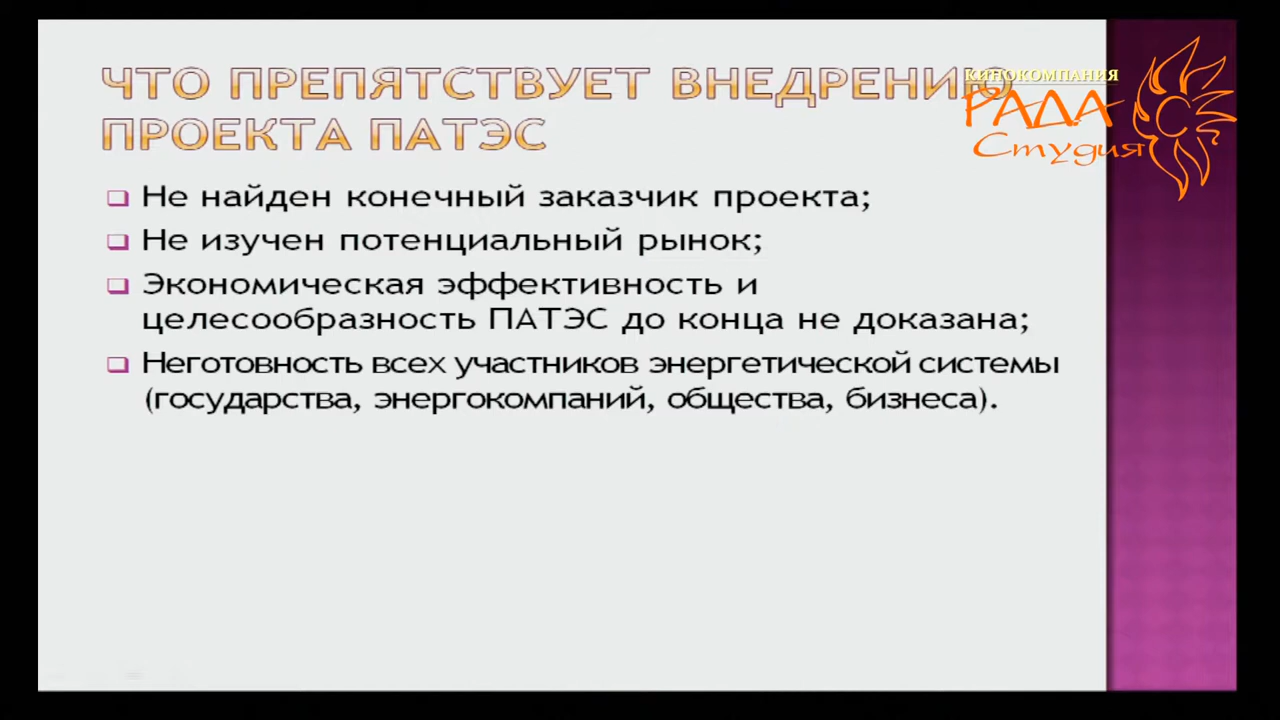 ЧТО ПРЕПЯТСТВУЕТ ВНЕДРЕНИЮ
ПРОЕКТА ПАТЭС
КИНОКОМПАНИЯ
РАДА
Студия
Не найден конечный заказчик проекта;
Не изучен потенциальный рынок;
Экономическая эффективность и
целесообразность ПАТЭС до конца не доказана;
Неготовность всех участников энергетической системы
(государства, энергокомпаний, общества, бизнеса).